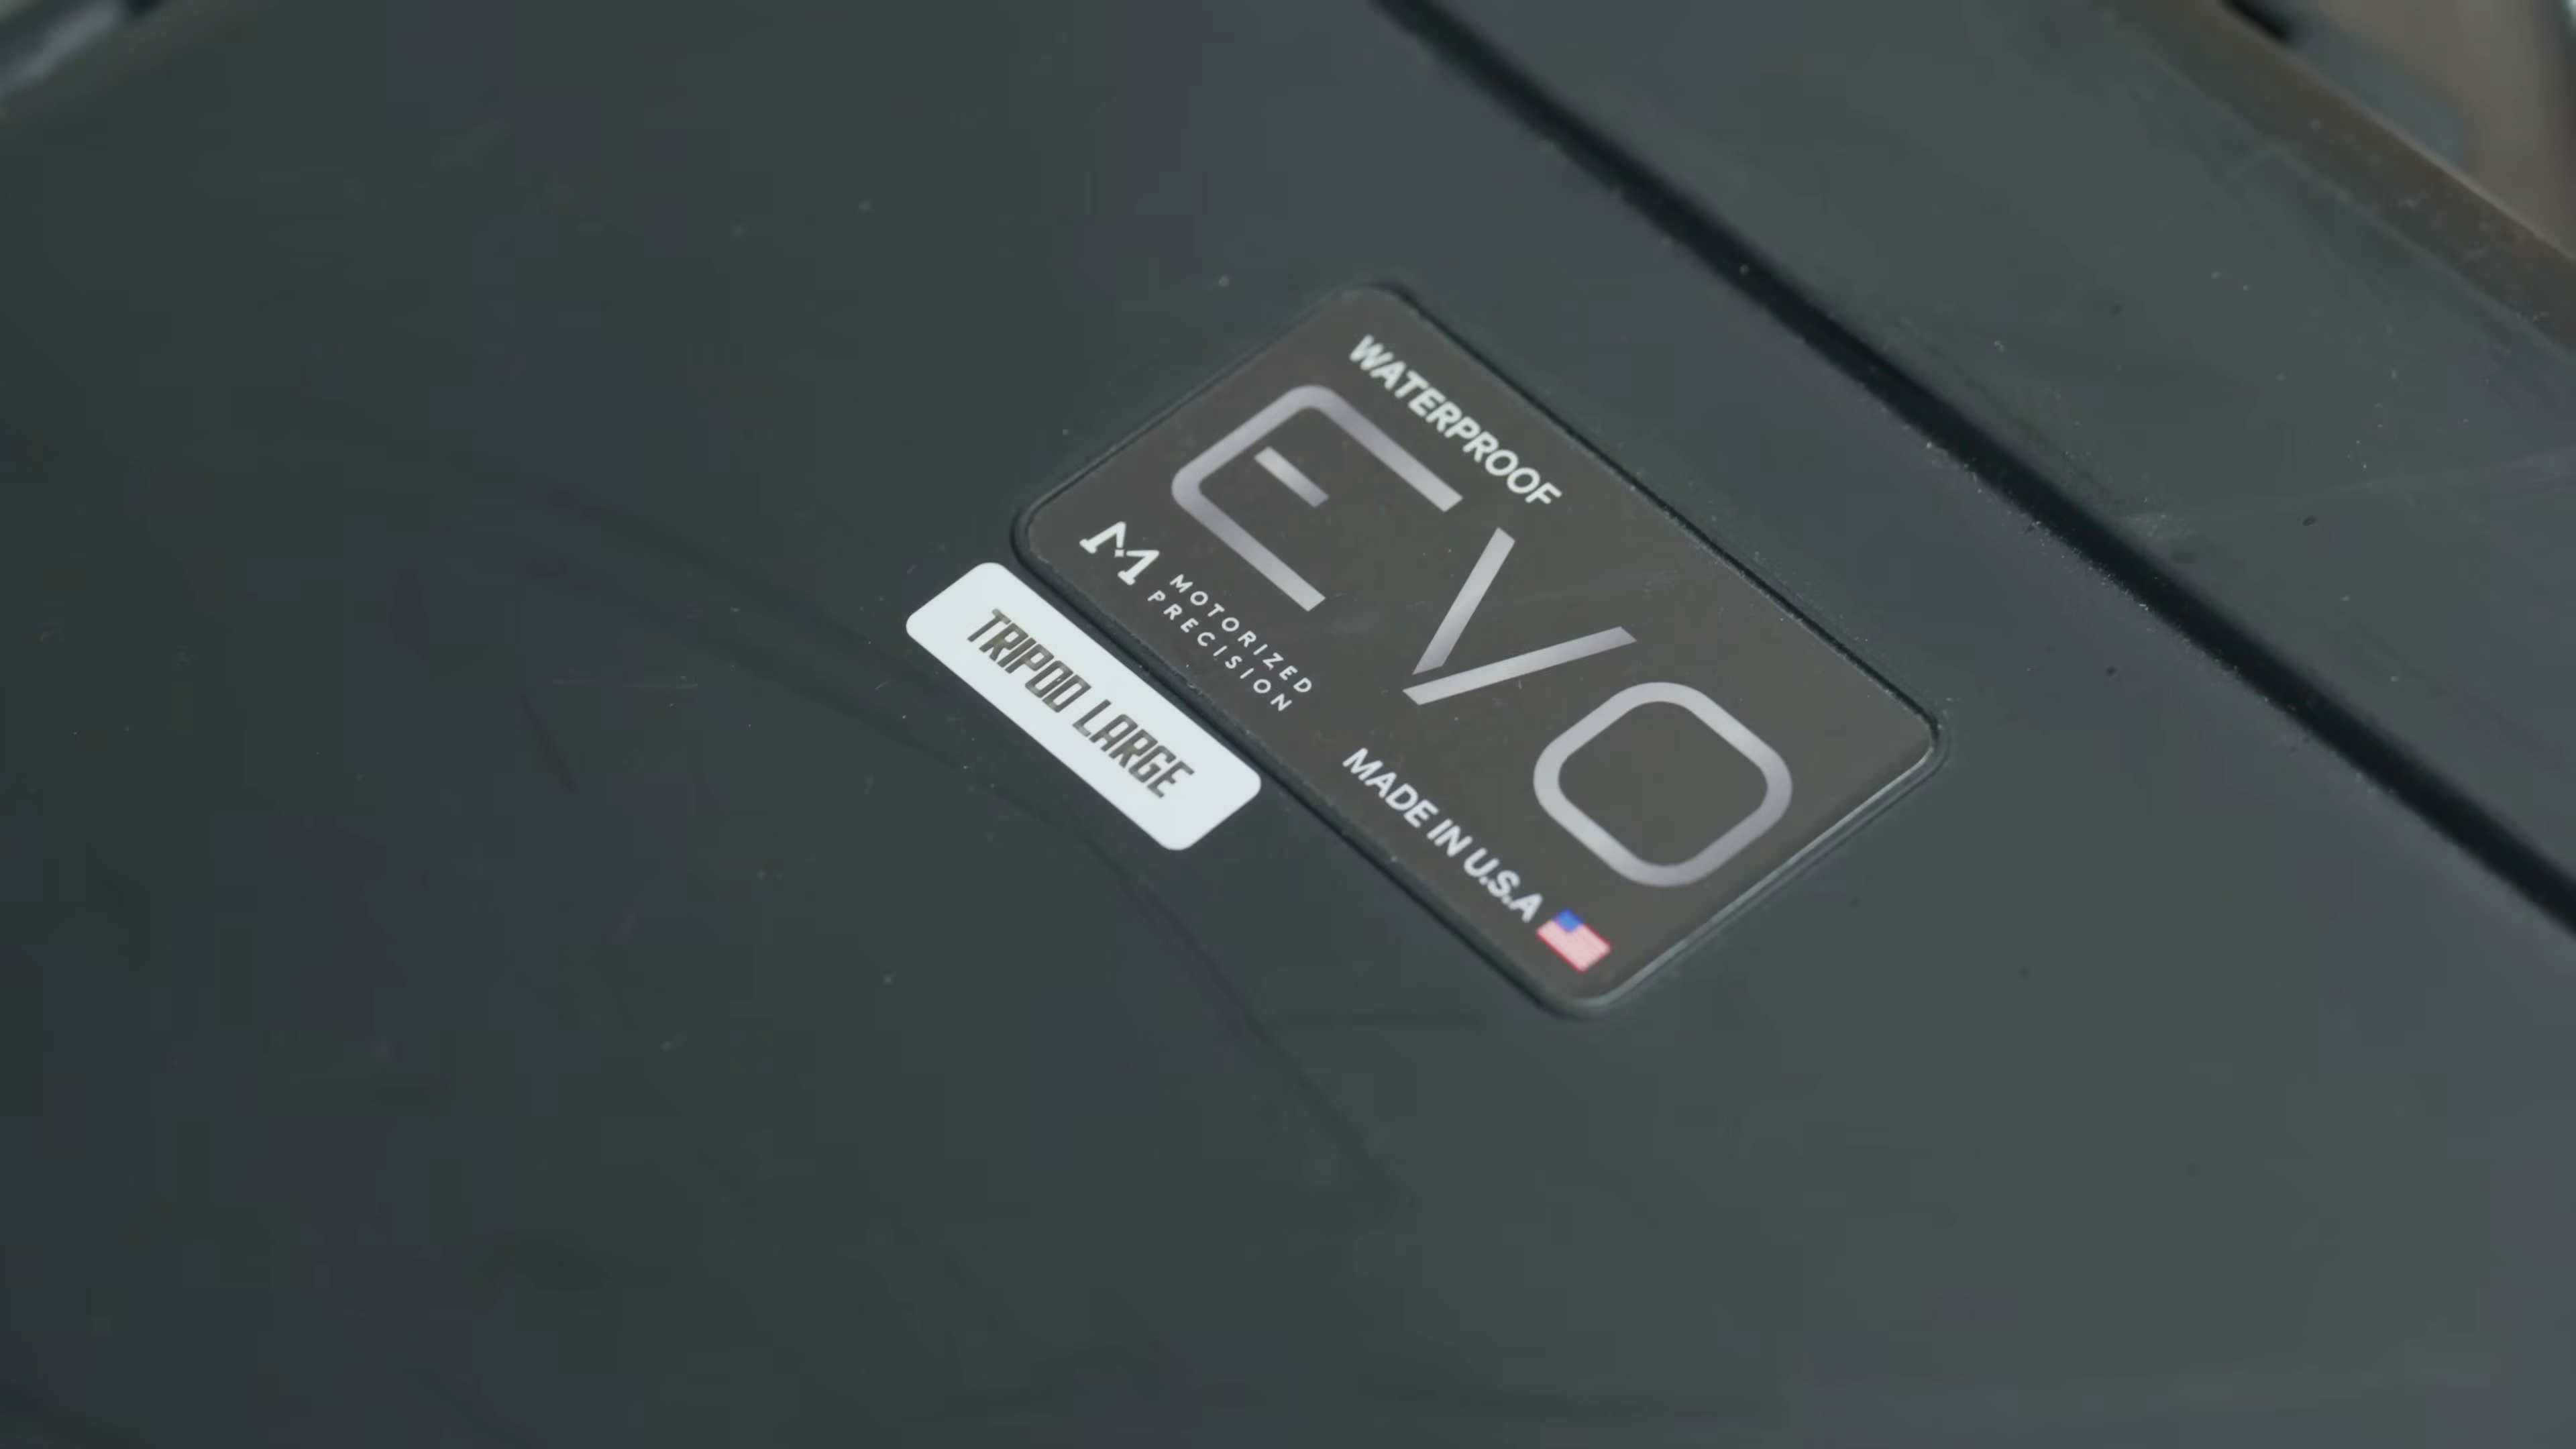 WATERPROOF
EVO
M
MOTORIZED
PRECISION
MADE IN U.S.A
TRIPOD LARGE